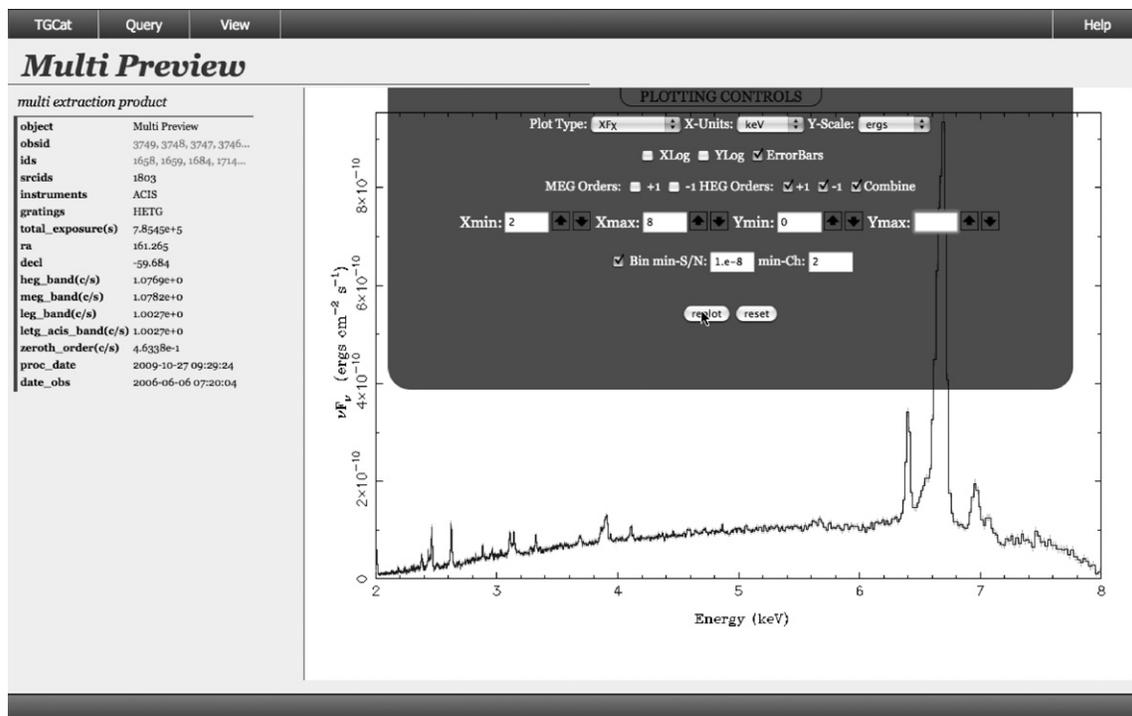 TGCat Query View Help
Multi Preview
multi extraction product
object Multi Preview
obsid 3749, 3748, 3747, 3746...
ids 1658, 1659, 1684, 1714...
srcids 1803
instruments ACIS
gratings HETG
total_exposure(s) 7.8545e+5
ra 161.265
decl -59.684
heg_band(c/s) 1.0769e+0
meg_band(c/s) 1.0782e+0
leg_band(c/s) 1.0027e+0
letg_acis_band(c/s) 1.0027e+0
zeroth_order(c/s) 4.6338e-1
proc_date 2009-10-27 09:29:24
date_obs 2006-06-06 07:20:04
PLOTTING CONTROLS
Plot Type: XFχ X-Units: keV Y-Scale: ergs
XLog YLog ErrorBars
MEG Orders: +1 -1 HEG Orders: +1 -1 Combine
Xmin: 2 Xmax: 8 Ymin: 0 Ymax:
Bin min-S/N: 1.e-8 min-Ch: 2
replot reset
νFν (ergs cm⁻² s⁻¹)
8×10⁻¹⁰
6×10⁻¹⁰
4×10⁻¹⁰
2×10⁻¹⁰
0
2 3 4 5 6 7 8
Energy (keV)